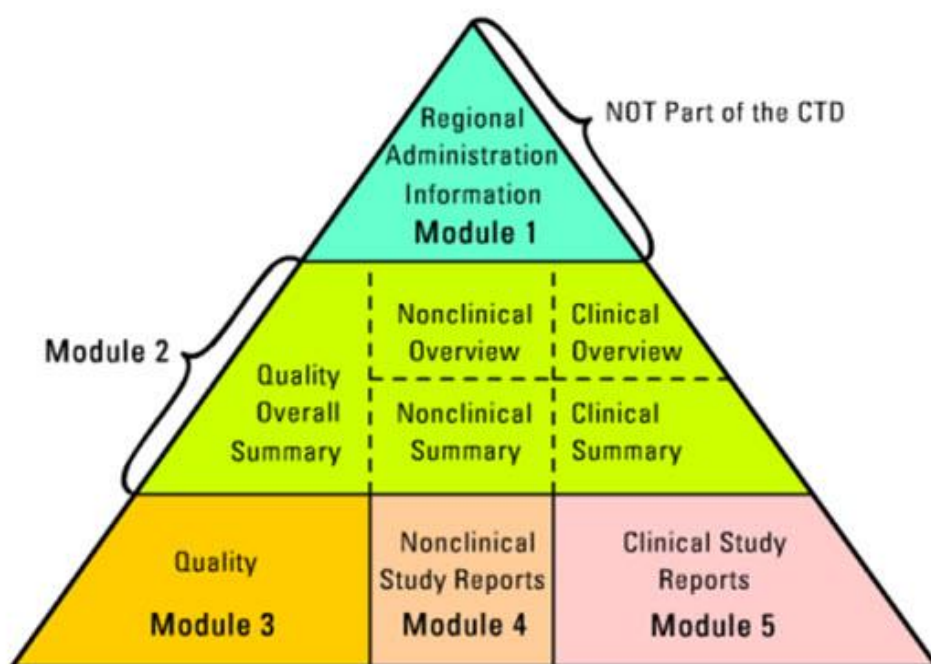 NOT Part of the CTD
Regional
Administration
Information
Module 1
Module 2
Quality
Overall
Summary
Nonclinical
Overview
Clinical
Overview
Nonclinical
Summary
Clinical
Summary
Quality
Module 3
Nonclinical
Study Reports
Module 4
Clinical Study
Reports
Module 5